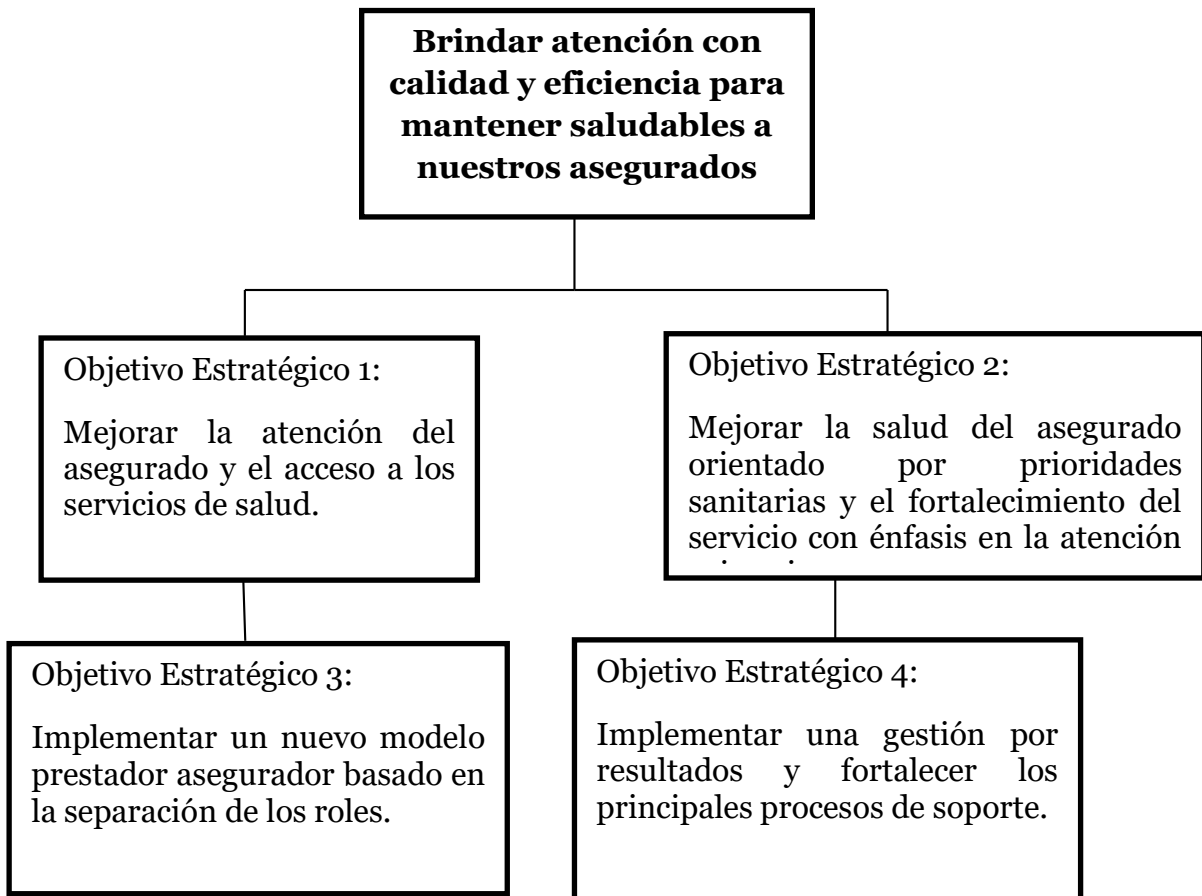 Brindar atención con
calidad y eficiencia para
mantener saludables a
nuestros asegurados
Objetivo Estratégico 1:
Mejorar la atención del
asegurado y el acceso a los
servicios de salud.
Objetivo Estratégico 2:
Mejorar la salud del asegurado
orientado por prioridades
sanitarias y el fortalecimiento del
servicio con énfasis en la atención
Objetivo Estratégico 3:
Implementar un nuevo modelo
prestador asegurador basado en
la separación de los roles.
Objetivo Estratégico 4:
Implementar una gestión por
resultados y fortalecer los
principales procesos de soporte.